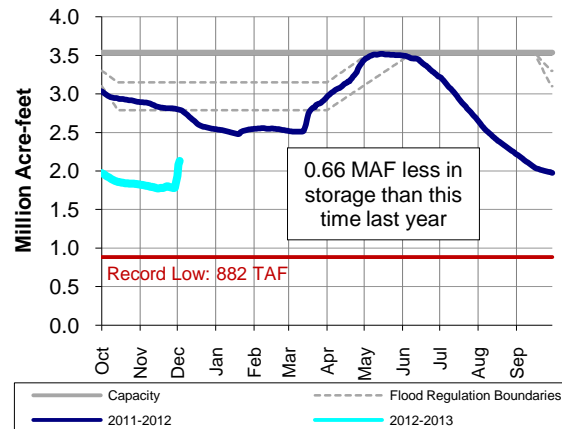 4.0
3.5
3.0
2.5
2.0
1.5
1.0
0.5
0.0
Million Acre-feet
0.66 MAF less in
storage than this
time last year
Record Low: 882 TAF
Oct
Nov
Dec
Jan
Feb
Mar
Apr
May
Jun
Jul
Aug
Sep
Capacity
Flood Regulation Boundaries
2011-2012
2012-2013